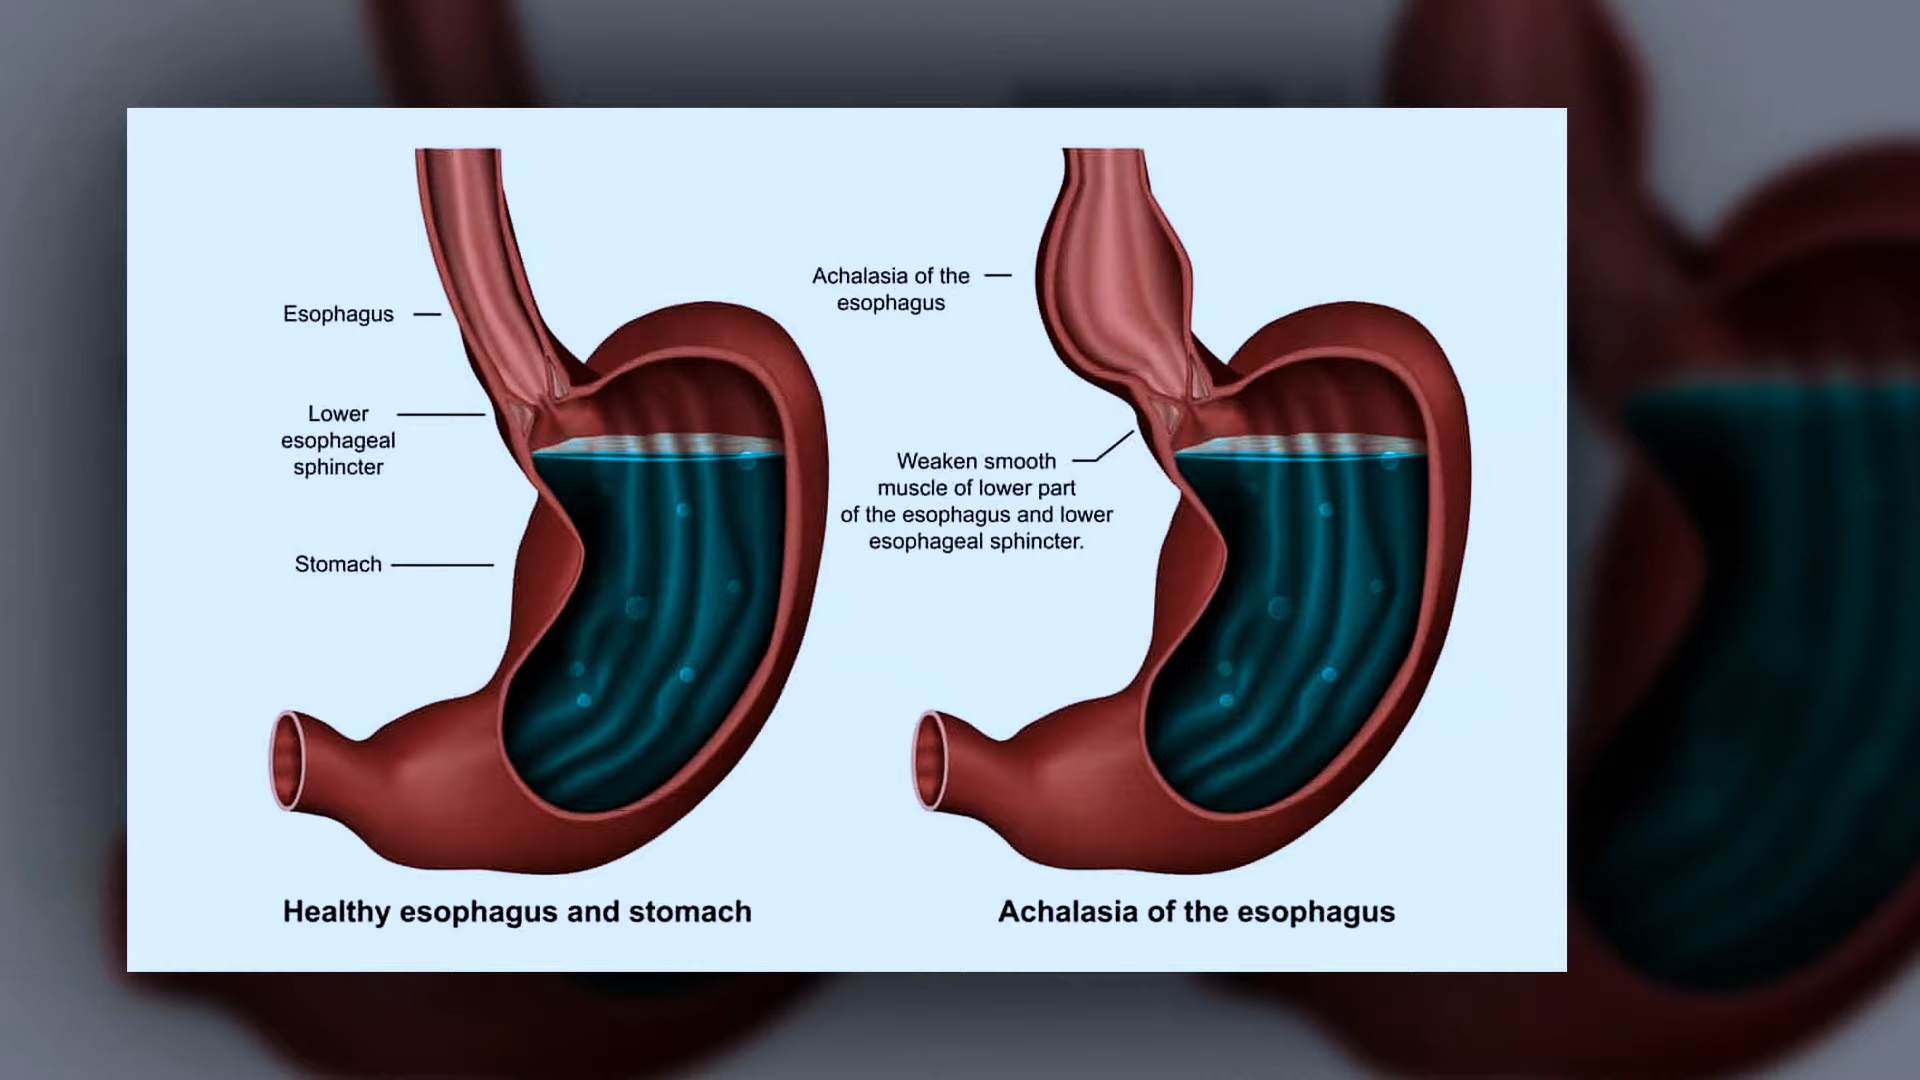 Esophagus
Lower
esophageal
sphincter
Stomach
Healthy esophagus and stomach
Achalasia of the
esophagus
Weaken smooth
muscle of lower part
of the esophagus and lower
esophageal sphincter.
Achalasia of the esophagus